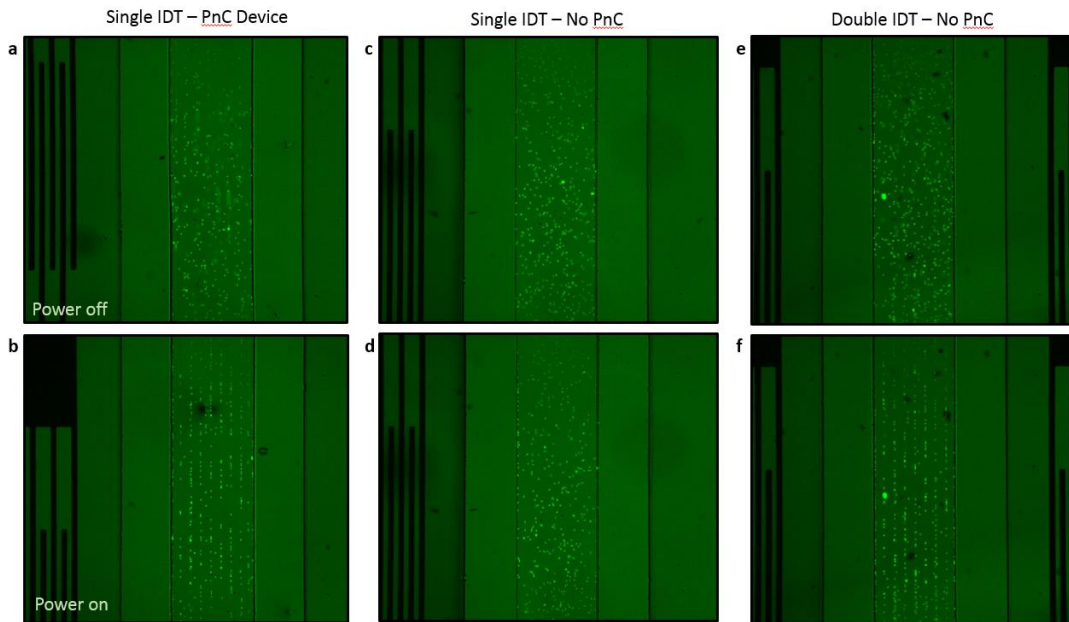 Single IDT – PnC Device
Single IDT – No PnC
Double IDT – No PnC
a
c
e
Power off
b
d
f
Power on